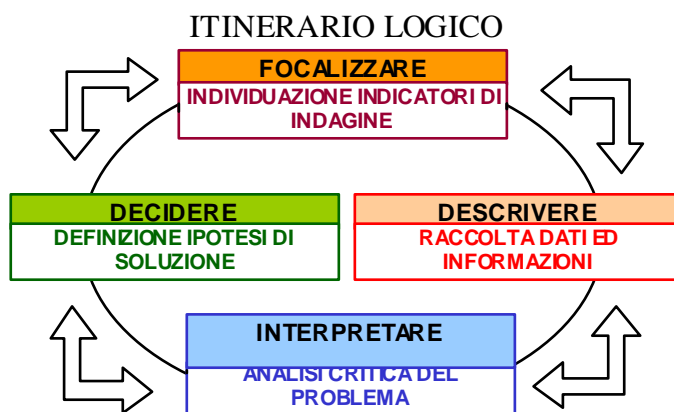 ITINERARIO LOGICO
FOCALIZZARE
INDIVIDUAZIONE INDICATORI DI
INDAGINE
DECIDERE
DEFINIZIONE IPOTESI DI
SOLUZIONE
DESCRIVERE
RACCOLTA DATI ED
INFORMAZIONI
INTERPRETARE
ANALISI CRITICA DEL
PROBLEMA